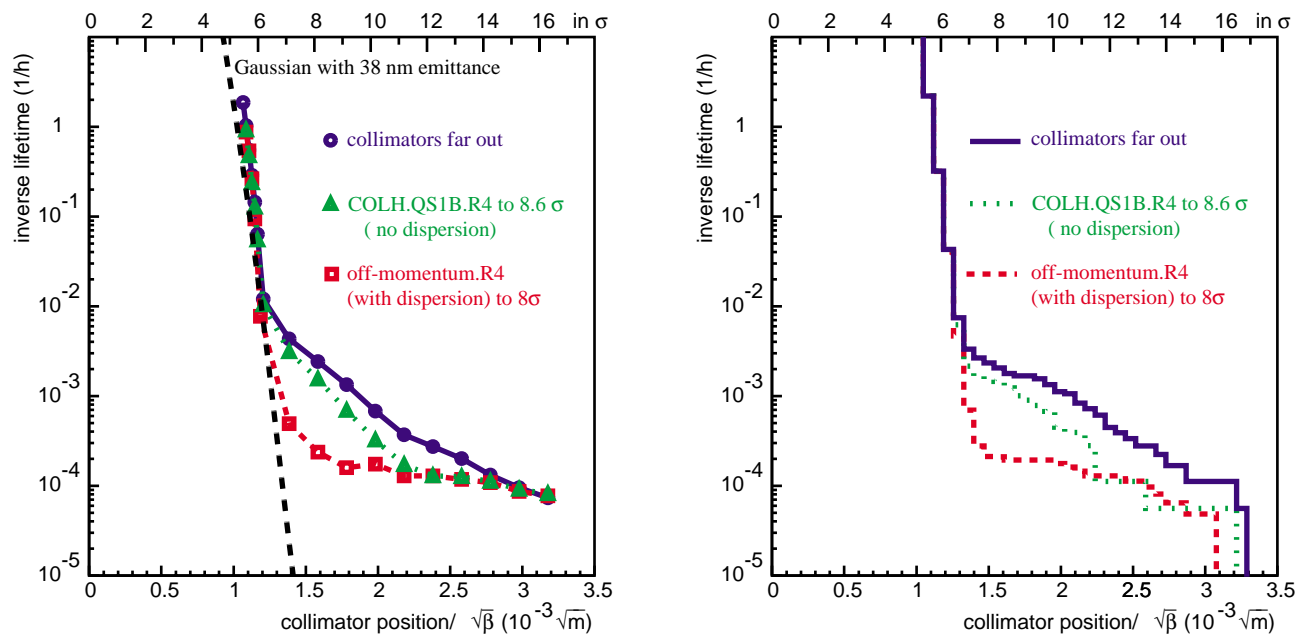 0 2 4 6 8 10 12 14 16 in σ
Gaussian with 38 nm emittance
inverse lifetime (1/h)
1
10^-1
10^-2
10^-3
10^-4
10^-5
collimators far out
COLH.QS1B.R4 to 8.6 σ
( no dispersion)
off-momentum.R4
(with dispersion) to 8σ
0 0.5 1 1.5 2 2.5 3 3.5
collimator position/ √β (10^-3 √m)
0 2 4 6 8 10 12 14 16 in σ
inverse lifetime (1/h)
1
10^-1
10^-2
10^-3
10^-4
10^-5
collimators far out
COLH.QS1B.R4 to 8.6 σ
( no dispersion)
off-momentum.R4
(with dispersion) to 8σ
0 0.5 1 1.5 2 2.5 3 3.5
collimator position/ √β (10^-3 √m)